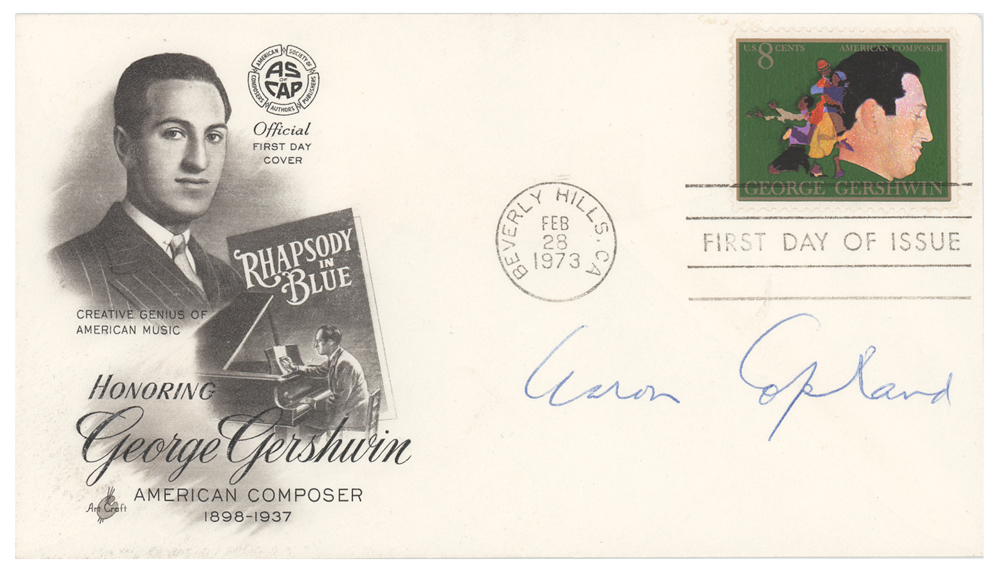 AMERICAN SOCIETY OF
COMPOSERS AUTHORS PUBLISHERS
AS
OF
CAP
Official
FIRST DAY
COVER
RHAPSODY
IN
BLUE
CREATIVE GENIUS OF
AMERICAN MUSIC
HONORING
George Gershwin
AMERICAN COMPOSER
1898-1937
Art Craft
U.S. 8 CENTS AMERICAN COMPOSER
GEORGE GERSHWIN
BEVERLY HILLS, CA
FEB
28
1973
FIRST DAY OF ISSUE
Aaron Copland